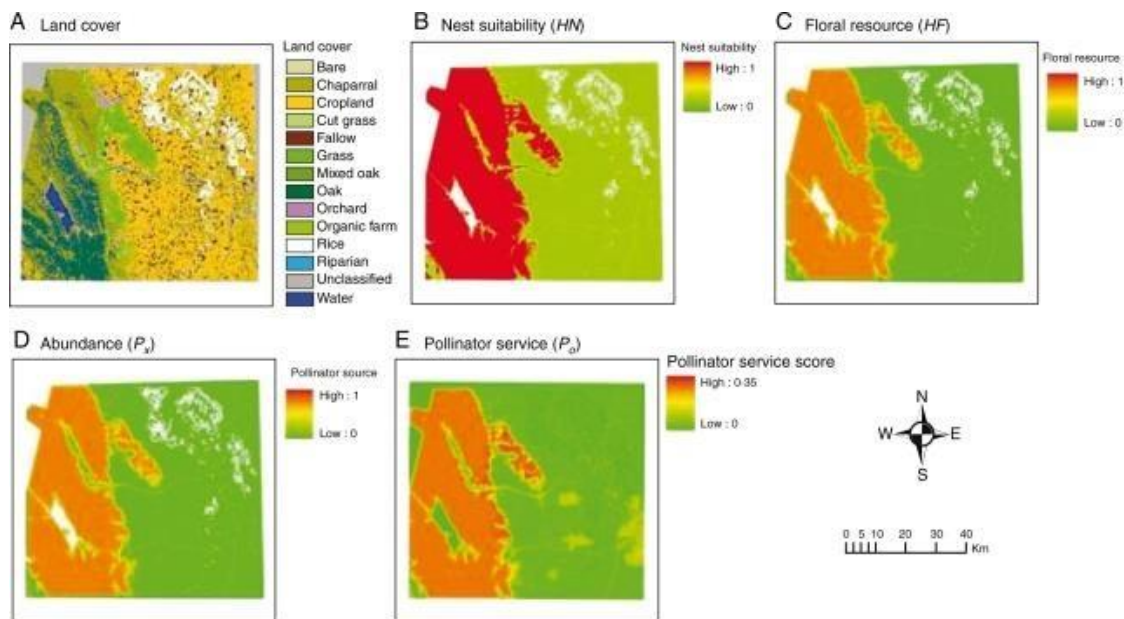 A Land cover
Land cover
Bare
Chaparral
Cropland
Cut grass
Fallow
Grass
Mixed oak
Oak
Orchard
Organic farm
Rice
Riparian
Unclassified
Water
B Nest suitability (HN)
Nest suitability
High : 1
Low : 0
C Floral resource (HF)
Floral resource
High : 1
Low : 0
D Abundance (Px)
Pollinator source
High : 1
Low : 0
E Pollinator service (Po)
Pollinator service score
High : 0·35
Low : 0
N
W E
S
0 5 10 20 30 40
Km